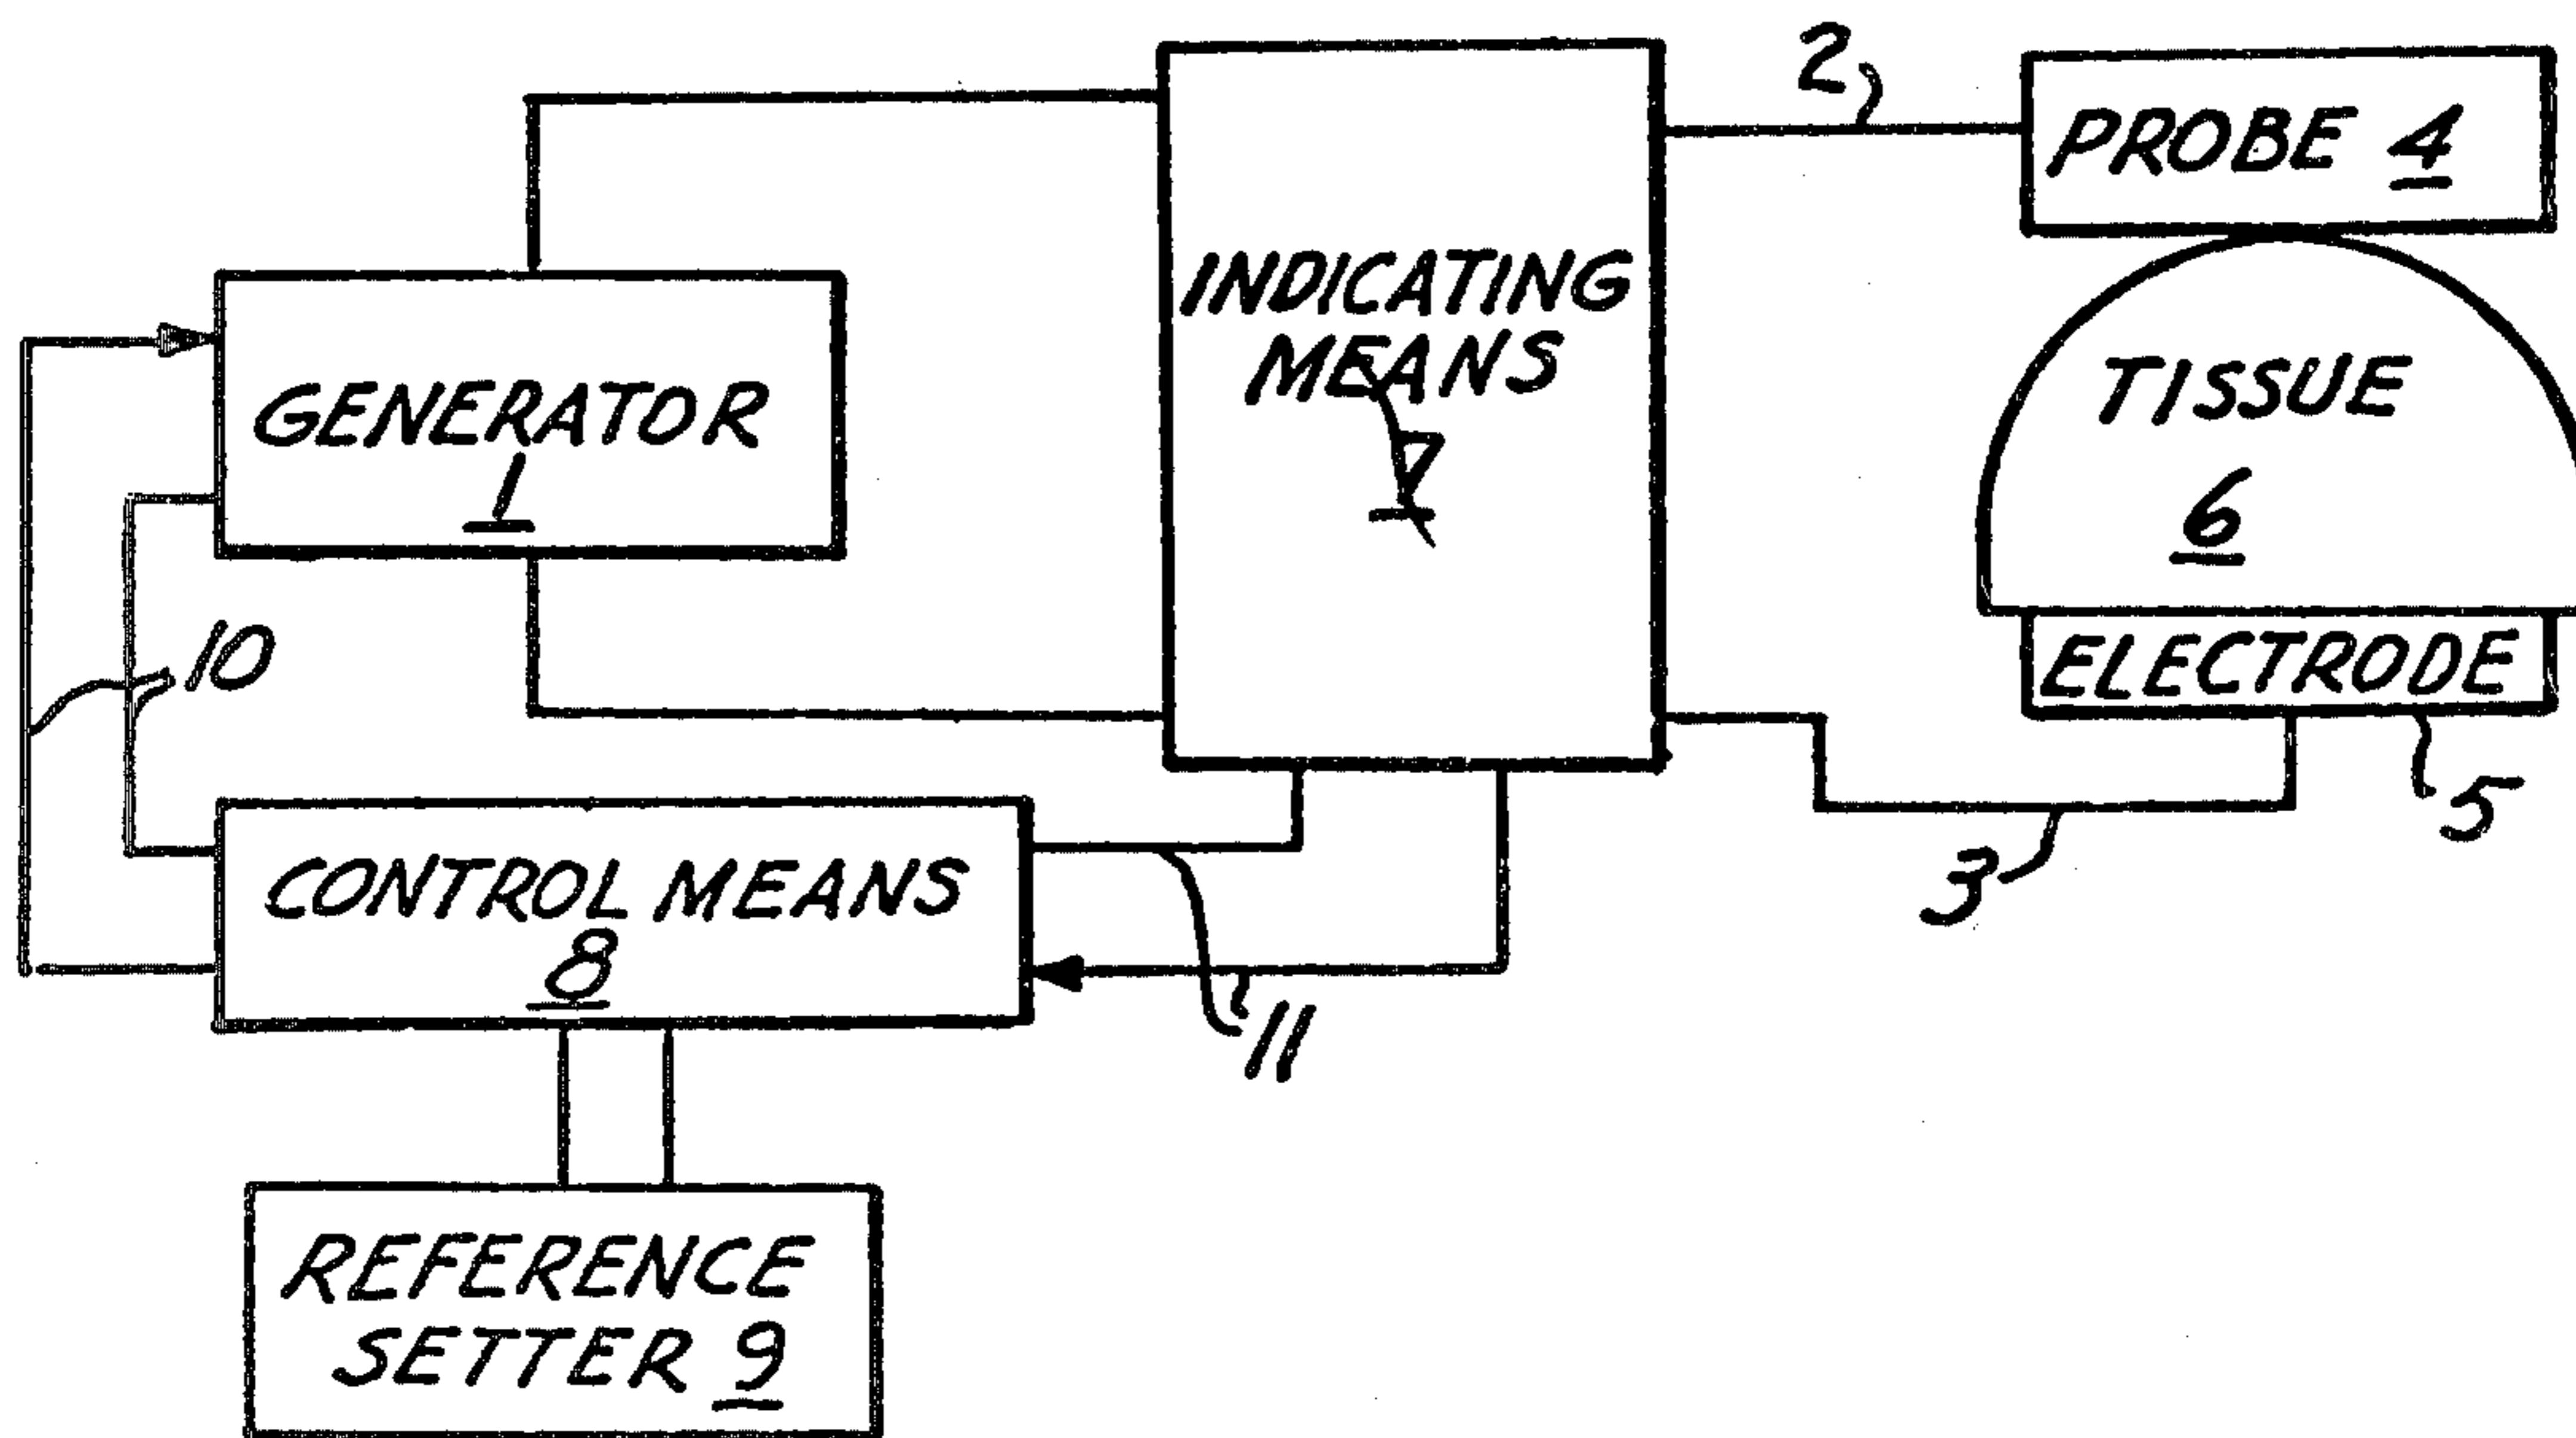 2
PROBE 4
INDICATING
MEANS
7
GENERATOR
1
TISSUE
6
ELECTRODE
5
3
10
CONTROL MEANS
8
11
REFERENCE
SETTER 9